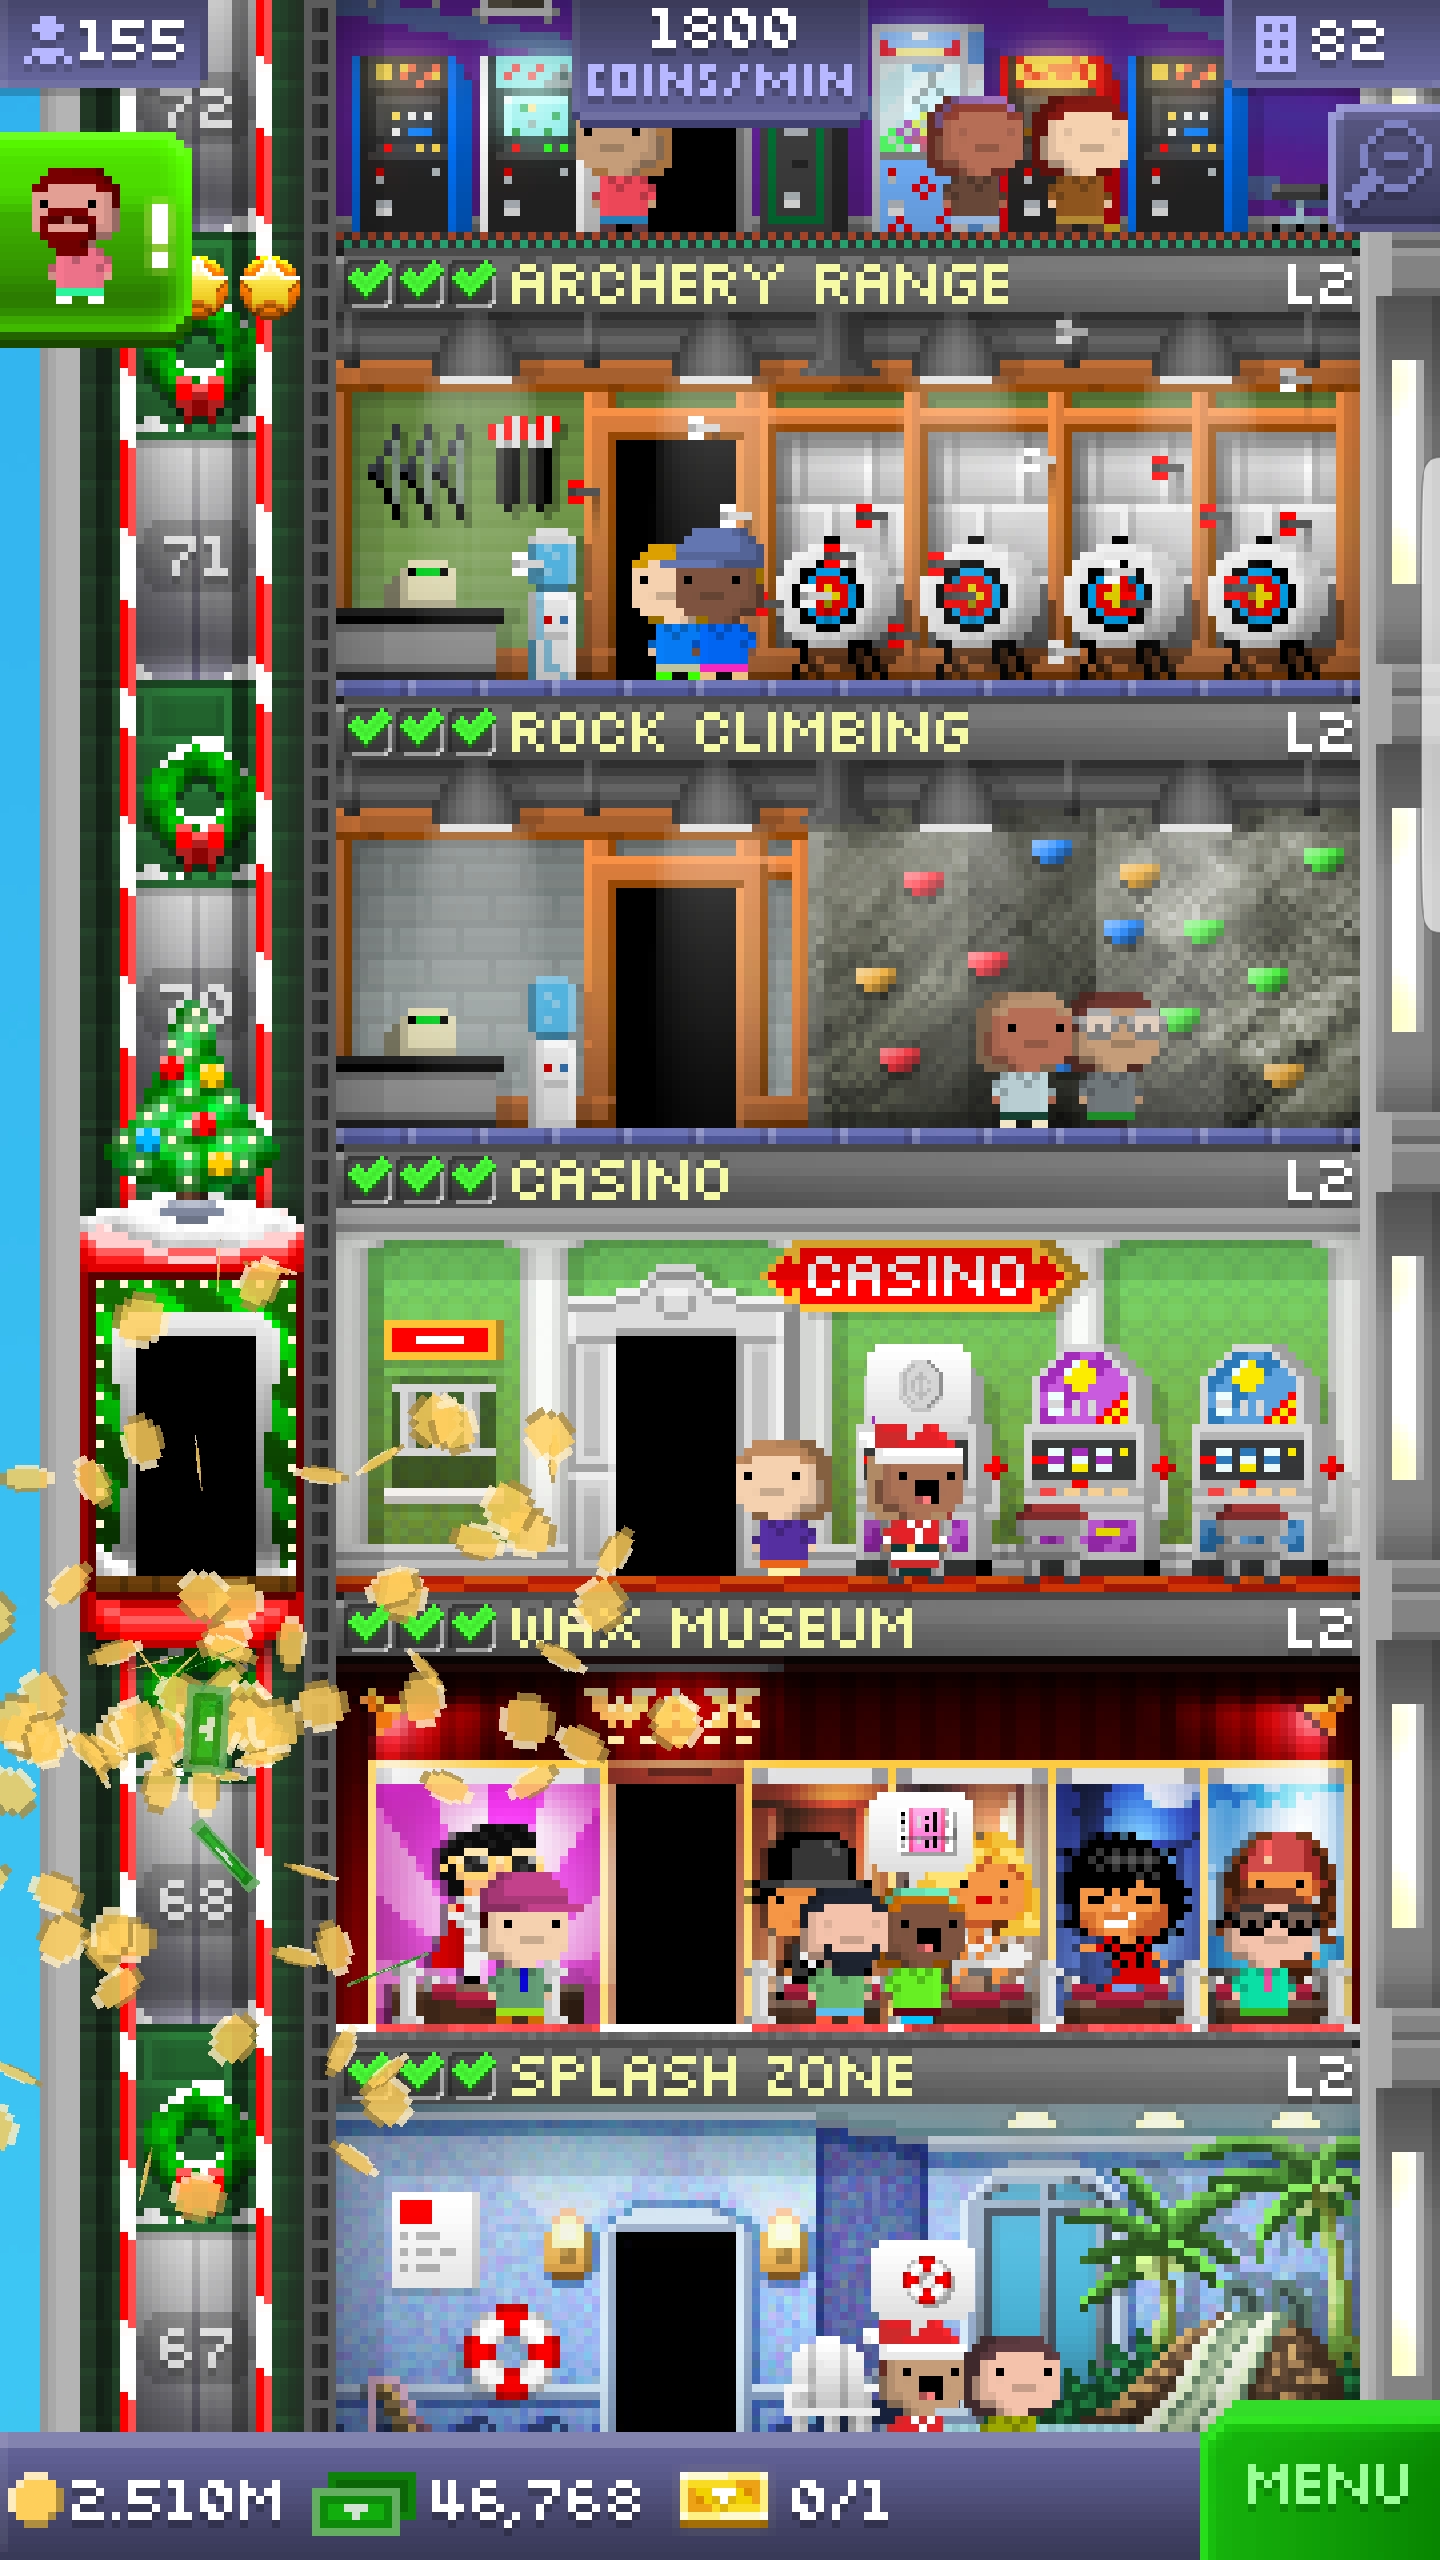 155
1800
COINS/MIN
82
72
!
ARCHERY RANGE L2
71
ROCK CLIMBING L2
70
CASINO L2
CASINO
WAX MUSEUM L2
WAX
68
SPLASH ZONE L2
67
2.510M 46,768 0/1
MENU